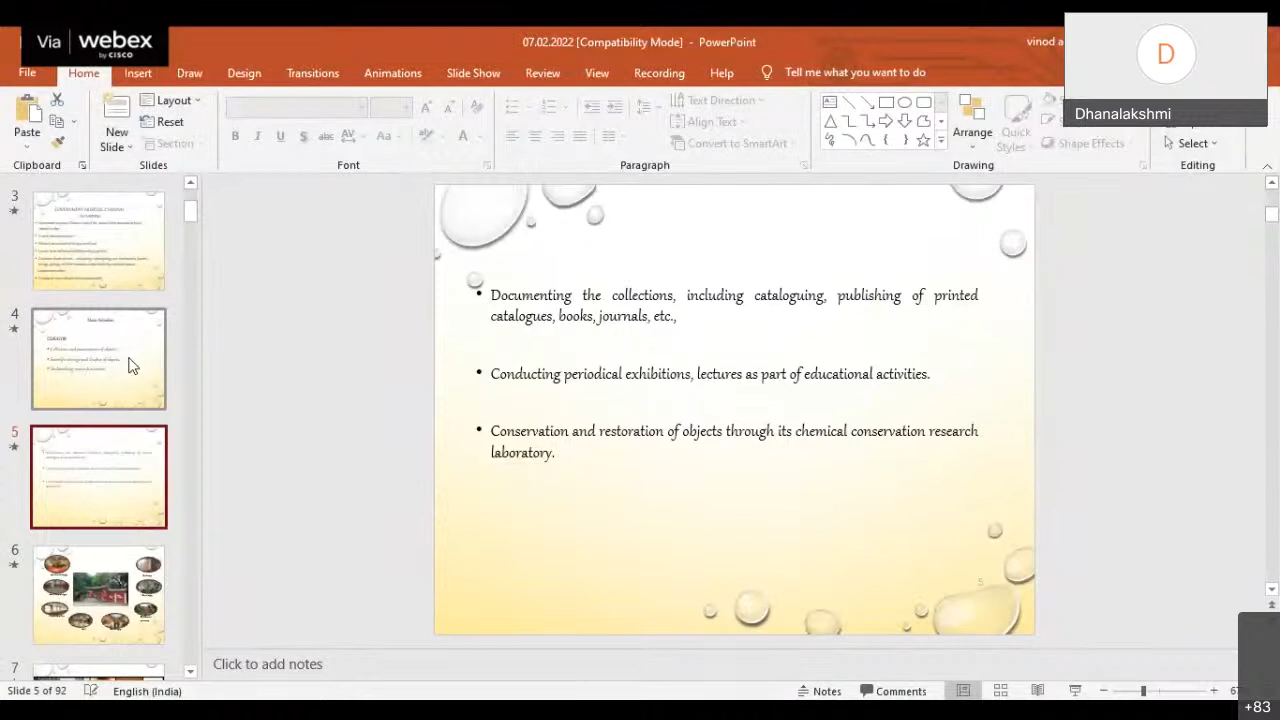 Via webex
by CISCO
07.02.2022 [Compatibility Mode] - PowerPoint
vinod a
D
Dhanalakshmi
File Home Insert Draw Design Transitions Animations Slide Show Review View Recording Help Tell me what you want to do
Paste
New
Slide
Layout
Reset
Section
B I U S abc AV Aa A
Text Direction
Align Text
Convert to SmartArt
Arrange
Quick
Styles
Shape Effects
Select
Clipboard Slides Font Paragraph Drawing Editing
3
4
5
6
7
• Documenting the collections, including cataloguing, publishing of printed
catalogues, books, journals, etc.,
• Conducting periodical exhibitions, lectures as part of educational activities.
• Conservation and restoration of objects through its chemical conservation research
laboratory.
5
Click to add notes
Slide 5 of 92 English (India) Notes Comments
+83